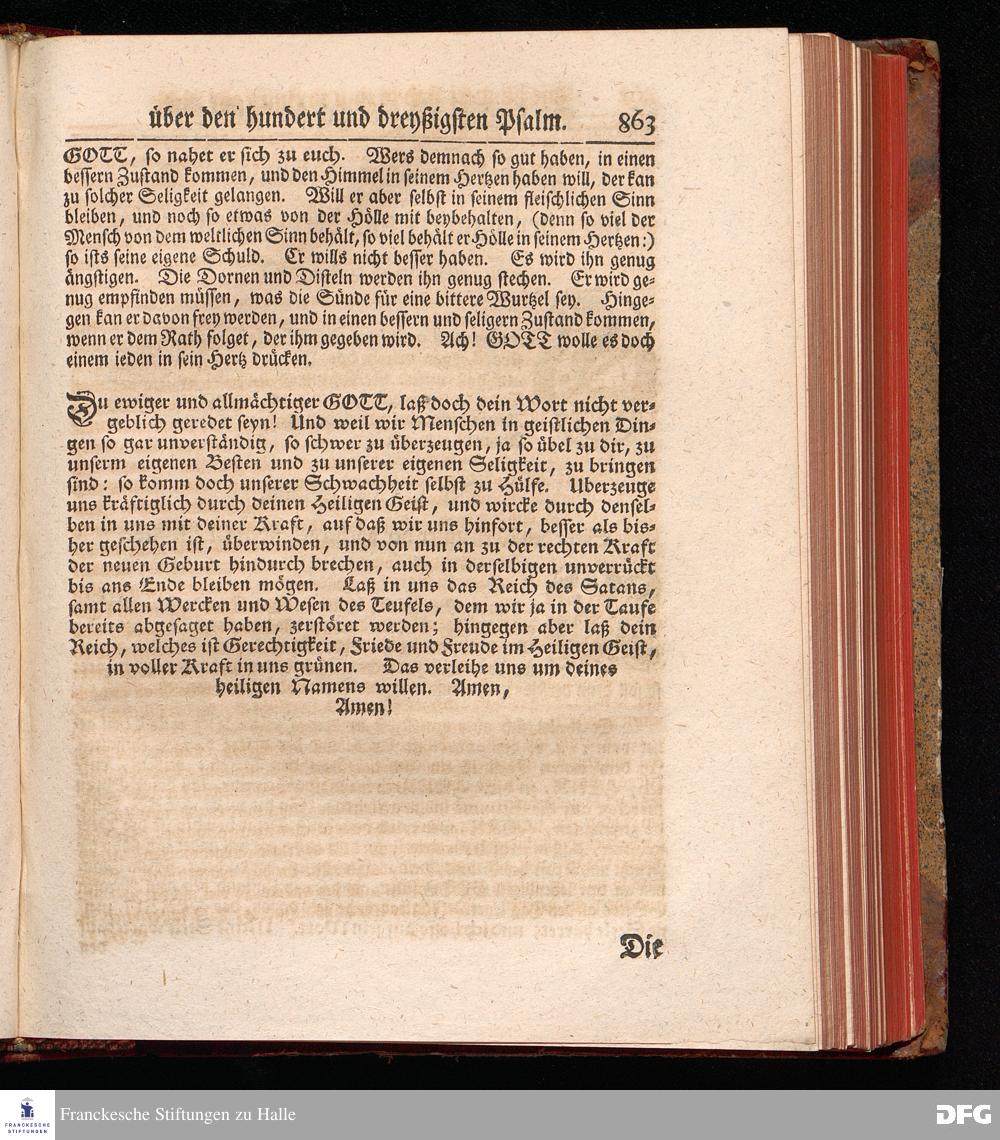 über den hundert und dreyßigsten Psalm. 863
GOTT, so nahet er sich zu euch. Wers demnach so gut haben, in einen
bessern Zustand kommen, und den Himmel in seinem Hertzen haben will, der kan
zu solcher Seligkeit gelangen. Will er aber selbst in seinem fleischlichen Sinn
bleiben, und noch so etwas von der Hölle mit beybehalten, (denn so viel der
Mensch von dem weltlichen Sinn behält, so viel behält er Hölle in seinem Hertzen:)
so ists seine eigene Schuld. Er wills nicht besser haben. Es wird ihn genug
ängstigen. Die Dornen und Disteln werden ihn genug stechen. Er wird ge-
nug empfinden müssen, was die Sünde für eine bittere Wurtzel sey. Hinge-
gen kan er davon frey werden, und in einen bessern und seligern Zustand kommen,
wenn er dem Rath folget, der ihm gegeben wird. Ach! GOTT wolle es doch
einem ieden in sein Hertz drücken.
Du ewiger und allmächtiger GOTT, laß doch dein Wort nicht ver-
geblich geredet seyn! Und weil wir Menschen in geistlichen Din-
gen so gar unverständig, so schwer zu überzeugen, ja so übel zu dir, zu
unserm eigenen Besten und zu unserer eigenen Seligkeit, zu bringen
sind: so komm doch unserer Schwachheit selbst zu Hülfe. Uberzeuge
uns kräftiglich durch deinen Heiligen Geist, und wircke durch densel-
ben in uns mit deiner Kraft, auf daß wir uns hinfort, besser als bis-
her geschehen ist, überwinden, und von nun an zu der rechten Kraft
der neuen Geburt hindurch brechen, auch in derselbigen unverrückt
bis ans Ende bleiben mögen. Laß in uns das Reich des Satans,
samt allen Wercken und Wesen des Teufels, dem wir ja in der Taufe
bereits abgesaget haben, zerstöret werden; hingegen aber laß dein
Reich, welches ist Gerechtigkeit, Friede und Freude im Heiligen Geist,
in voller Kraft in uns grünen. Das verleihe uns um deines
heiligen Namens willen. Amen,
Amen!
Die
FRANCKESCHE
STIFTUNGEN
Franckesche Stiftungen zu Halle
DFG